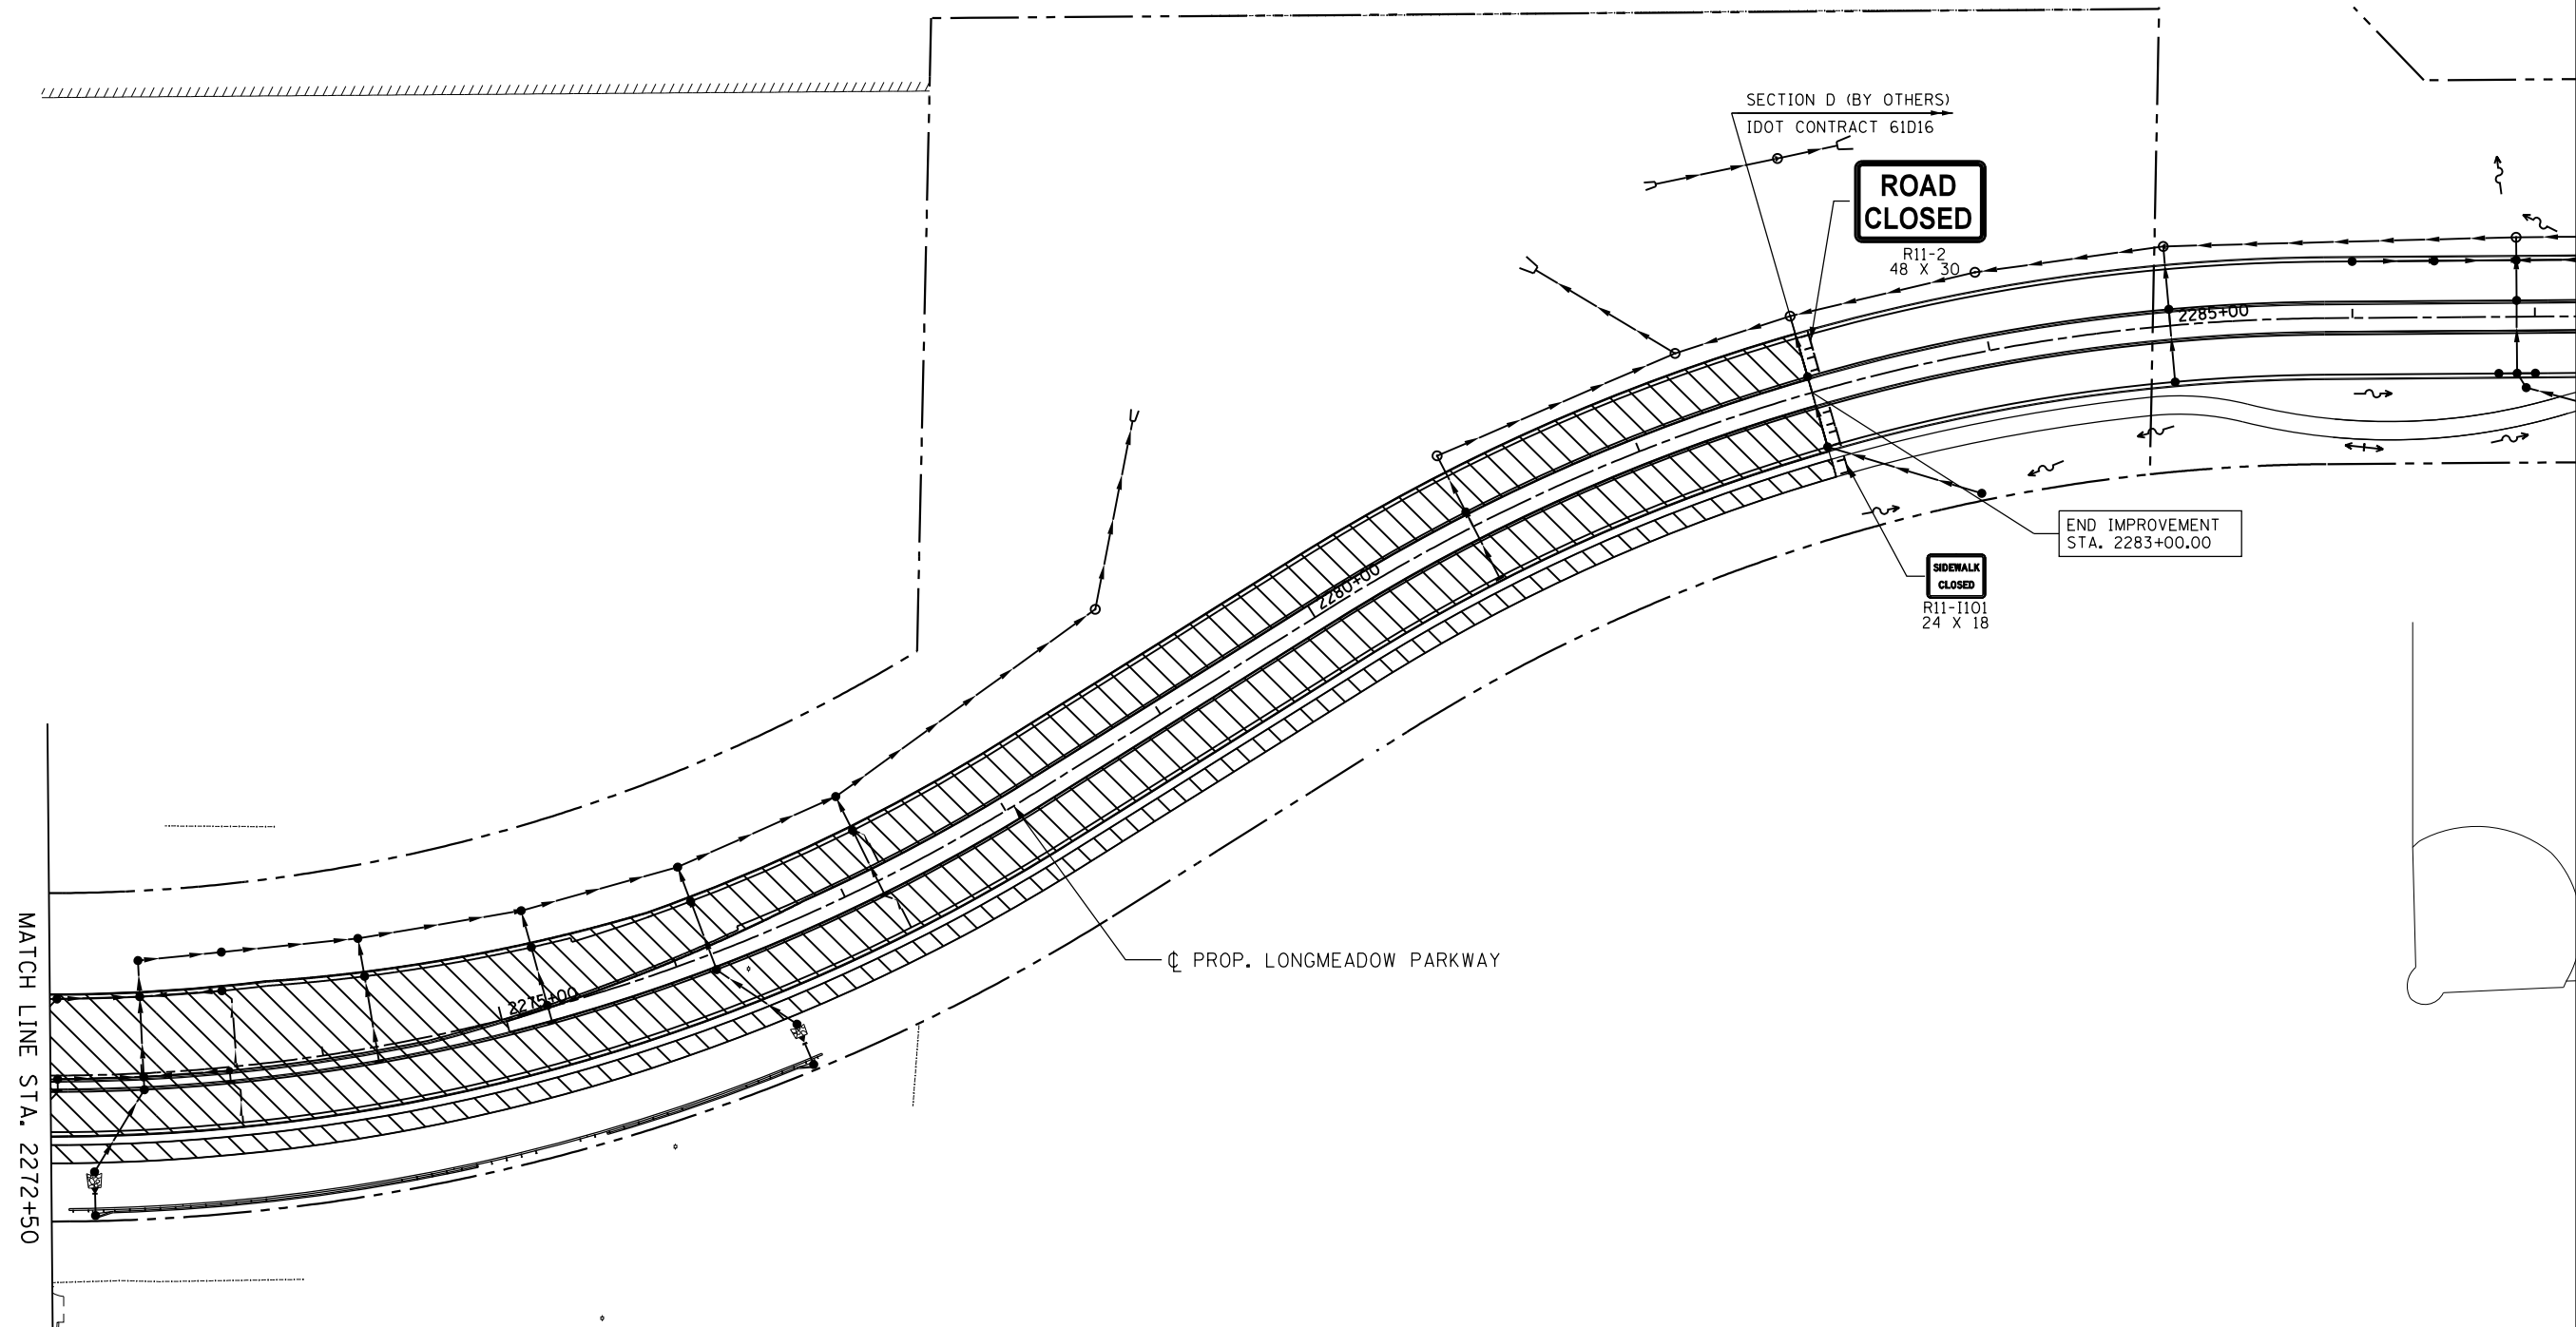 SECTION D (BY OTHERS)
IDOT CONTRACT 61D16
ROAD
CLOSED
R11-2
48 X 30
2285+00
END IMPROVEMENT
STA. 2283+00.00
SIDEWALK
CLOSED
R11-I101
24 X 18
2280+00
℄ PROP. LONGMEADOW PARKWAY
2275+00
MATCH LINE STA. 2272+50